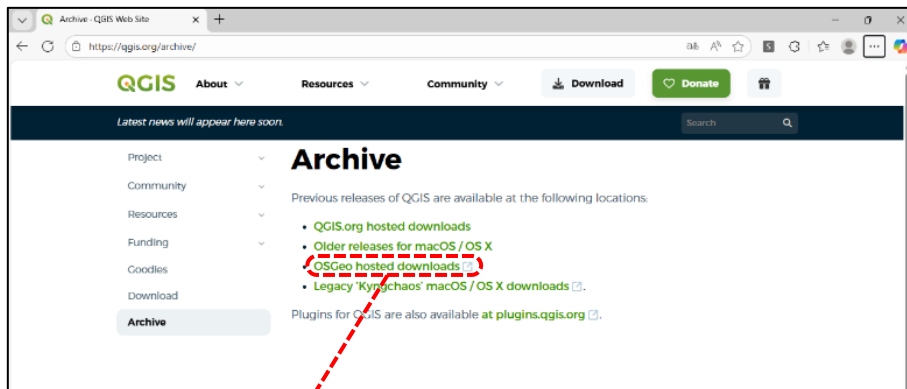 Archive - QGIS Web Site
https://qgis.org/archive/
QGIS About Resources Community Download Donate
Latest news will appear here soon. Search
Project
Community
Resources
Funding
Goodies
Download
Archive
Archive
Previous releases of QGIS are available at the following locations:
QGIS.org hosted downloads
Older releases for macOS / OS X
OSGeo hosted downloads
Legacy 'Kyngchaos' macOS / OS X downloads.
Plugins for QGIS are also available at plugins.qgis.org.